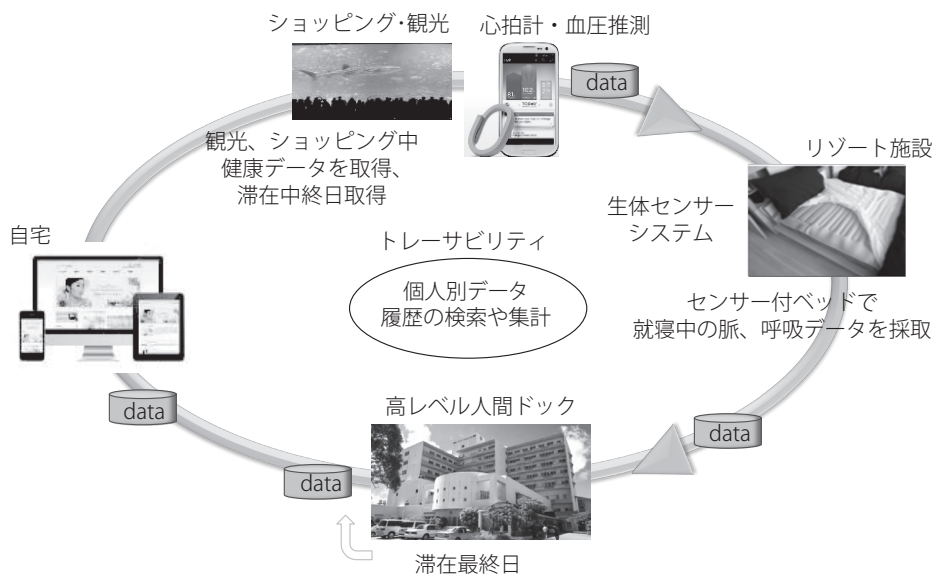 ショッピング・観光
心拍計・血圧推測
data
観光、ショッピング中
健康データを取得、
滞在中終日取得
リゾート施設
生体センサー
システム
自宅
トレーサビリティ
個人別データ
履歴の検索や集計
センサー付ベッドで
就寝中の脈、呼吸データを採取
data
高レベル人間ドック
data
data
滞在最終日